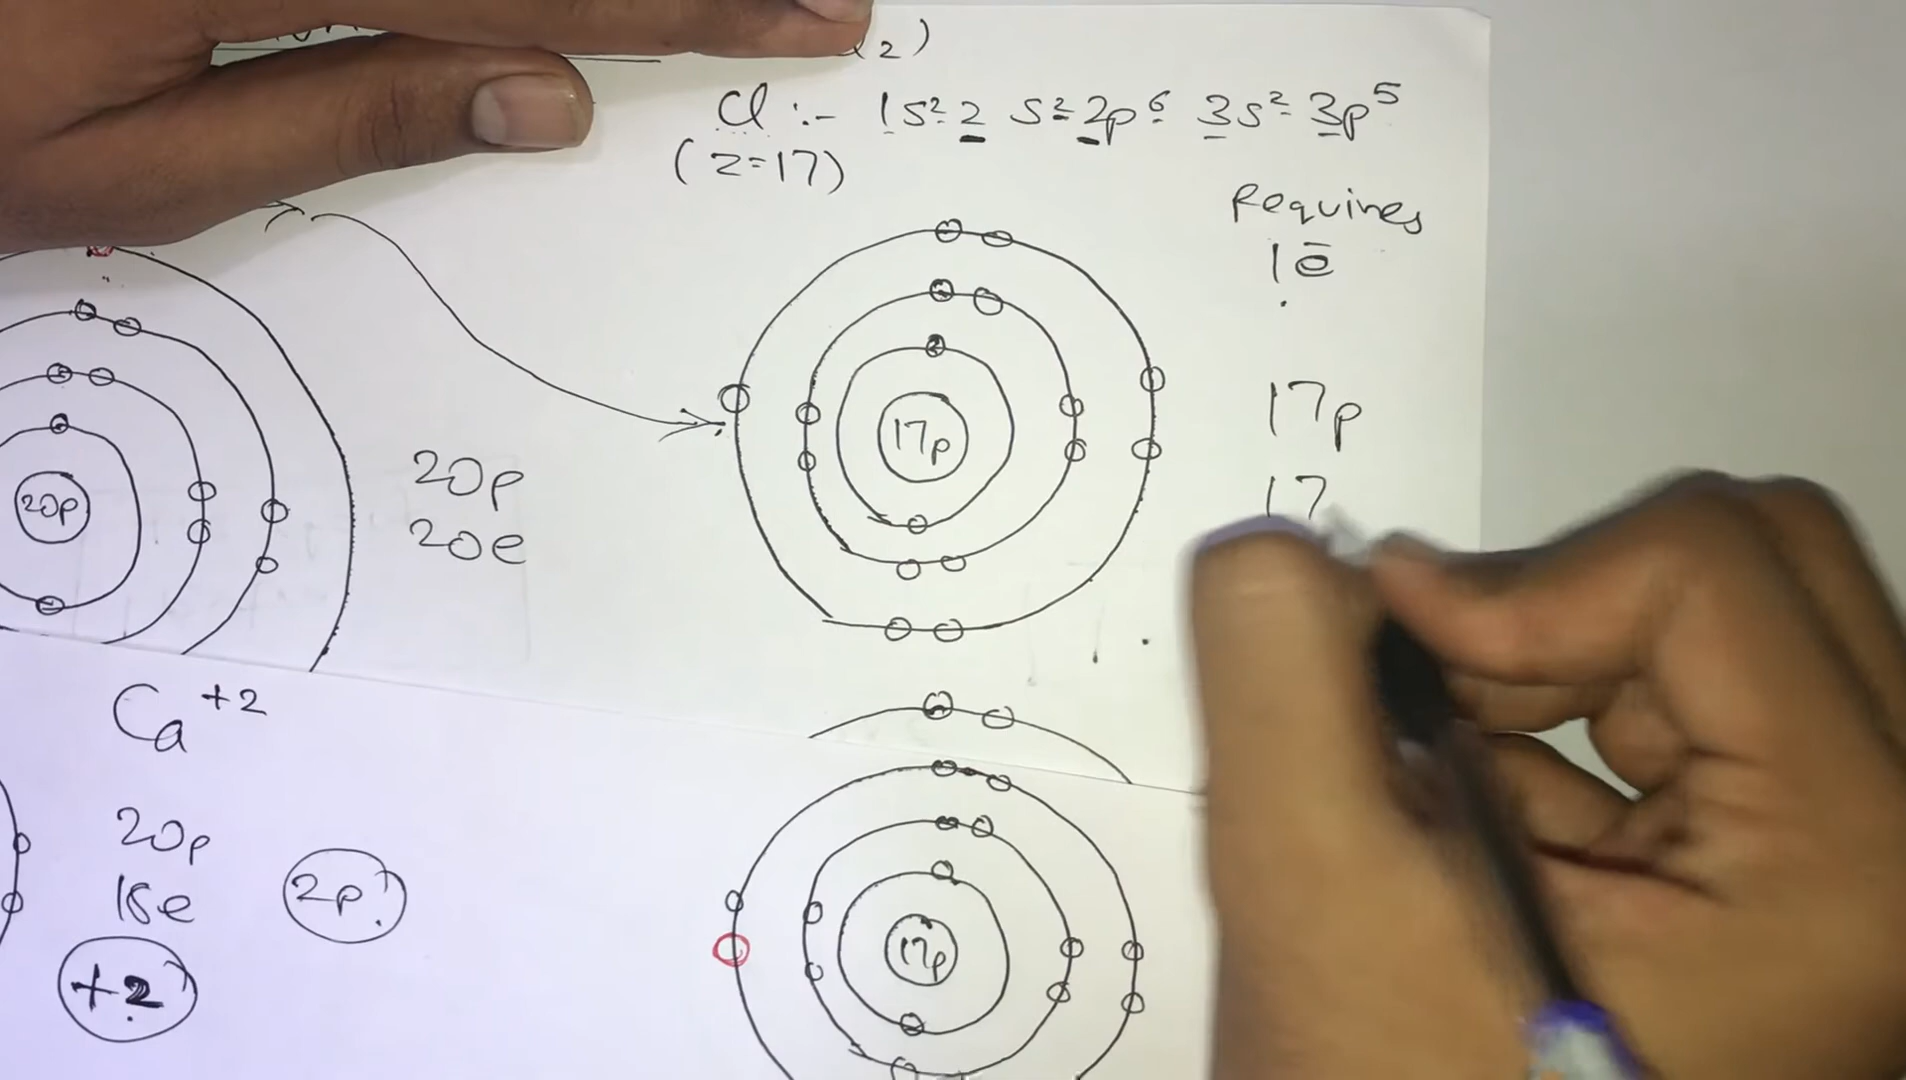 2)
Cl :- 1s² 2s² 2p⁶ 3s² 3p⁵
(Z=17)
Requires
1ē
17p
17p
17
20p
20p
20e
Ca⁺²
20p
18e
2p
+2
17p